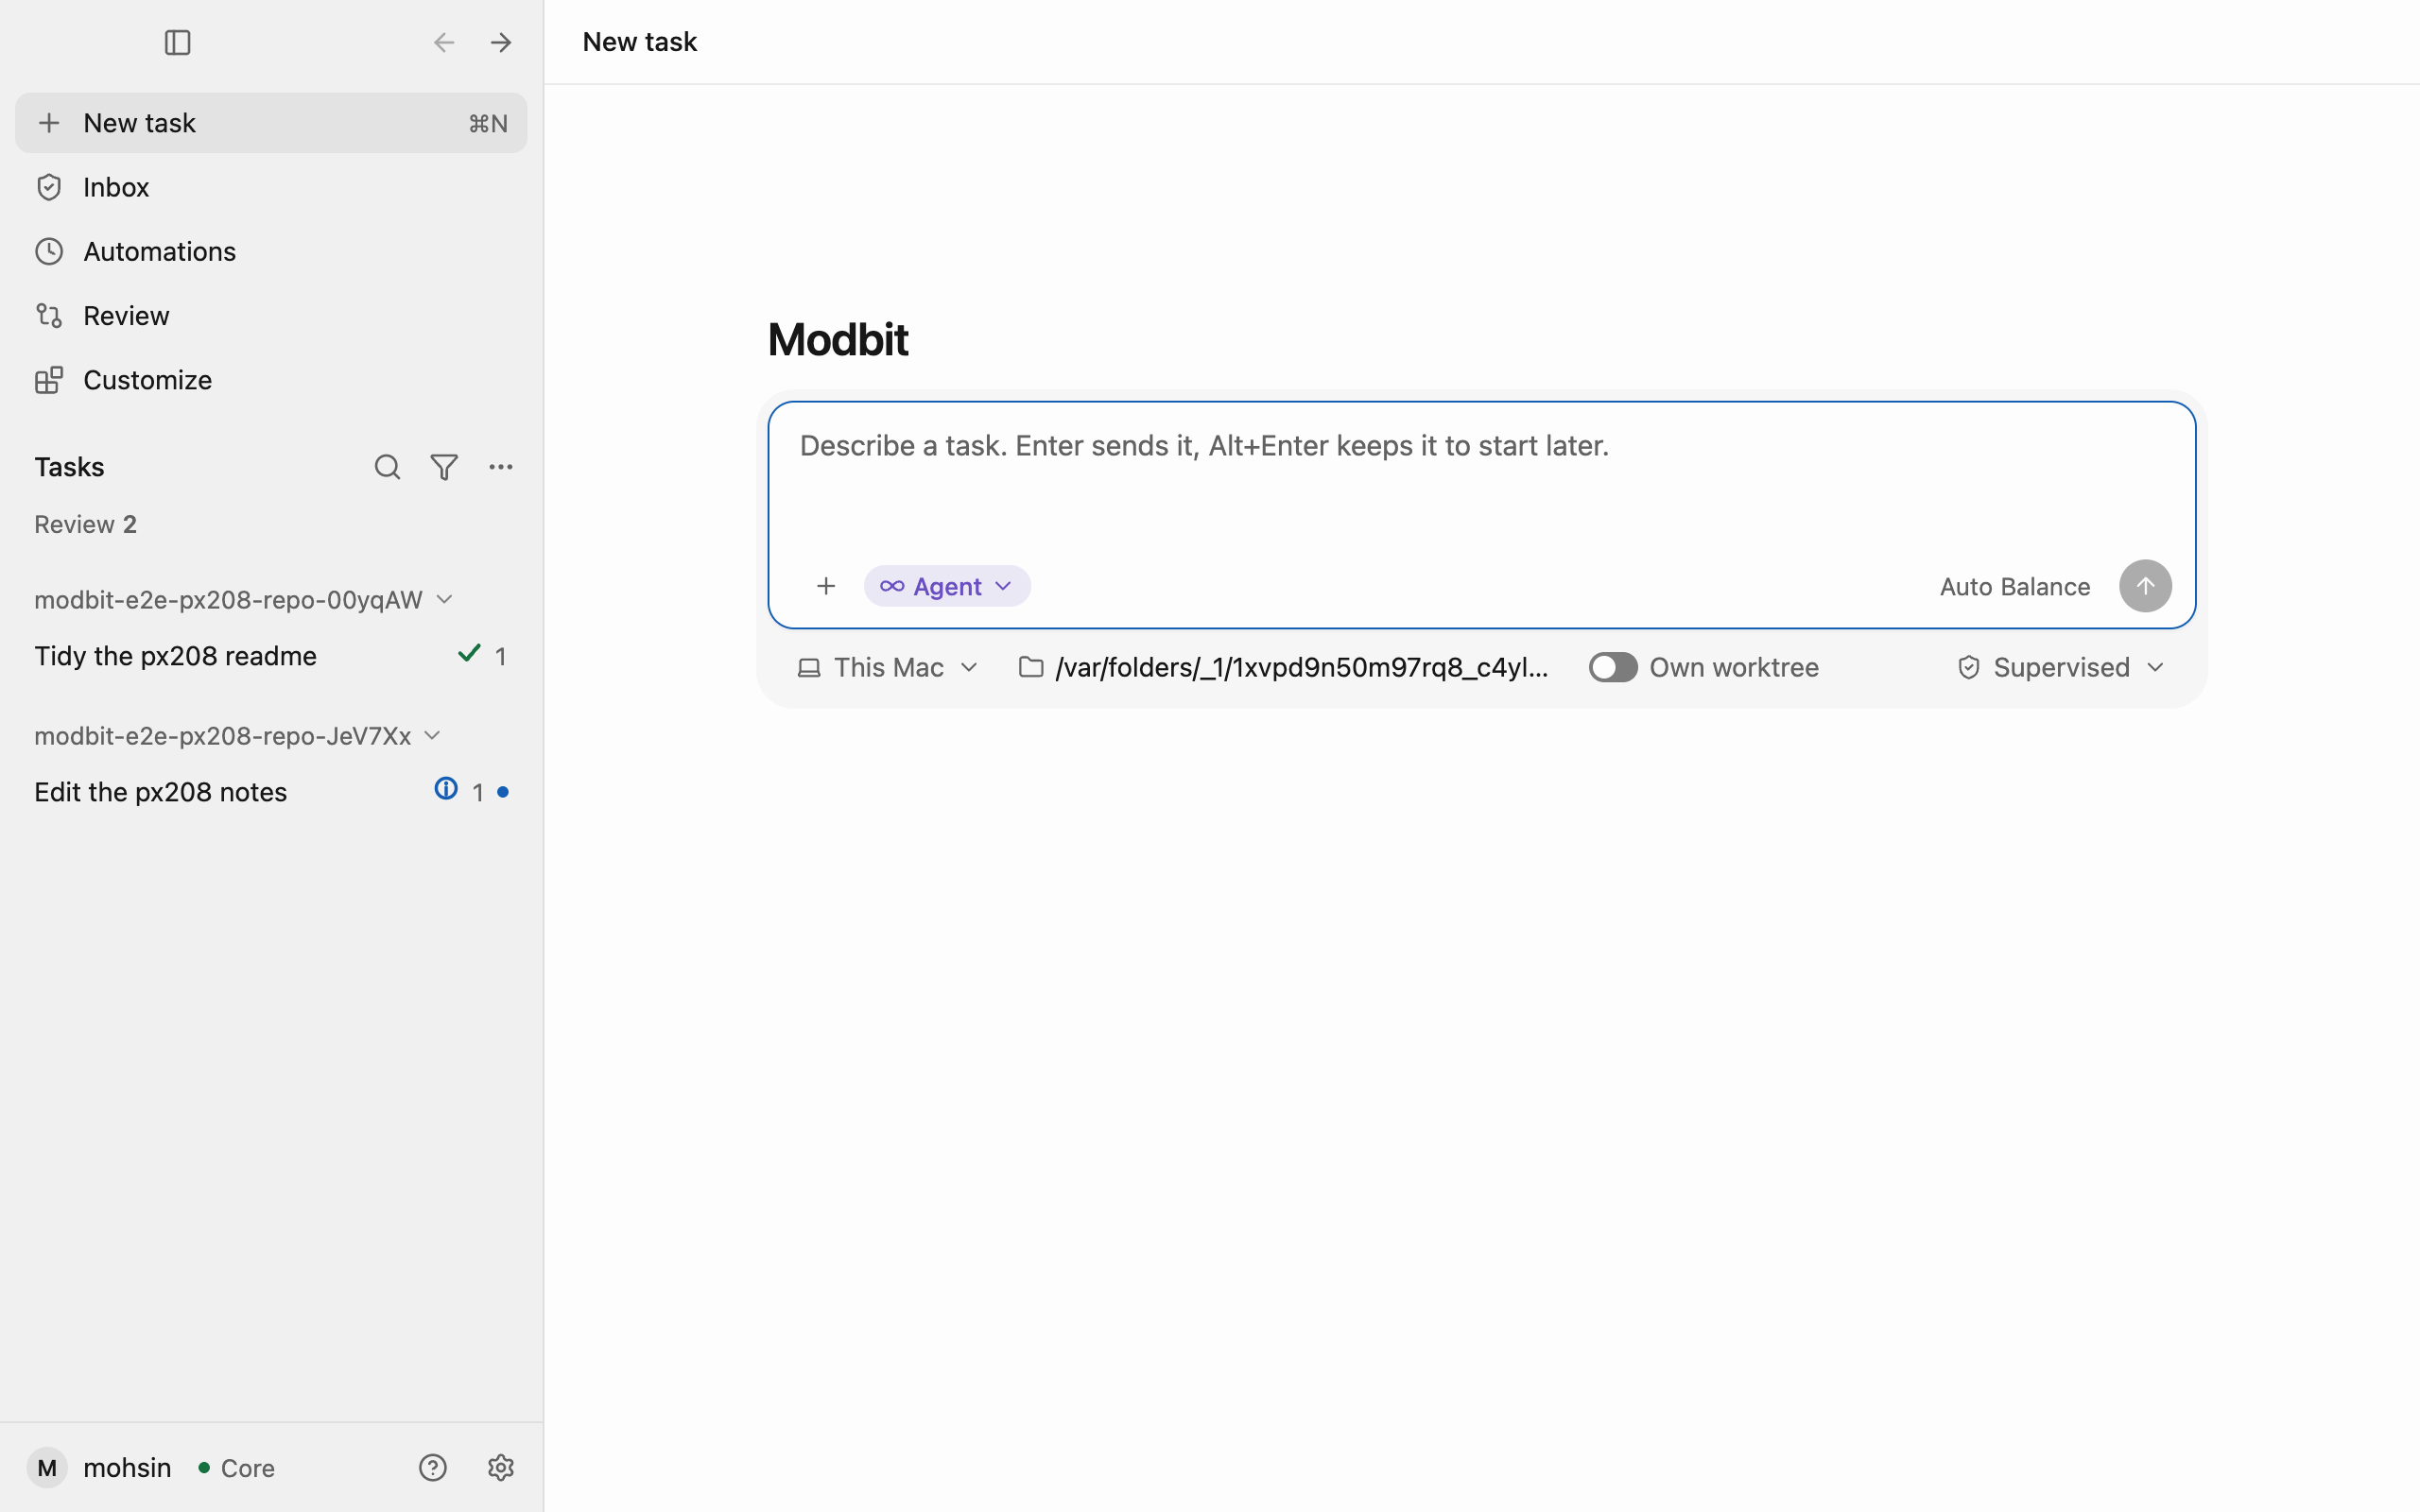 New task
New task ⌘N
Inbox
Automations
Review
Customize
Tasks
Review 2
modbit-e2e-px208-repo-00yqAW
Tidy the px208 readme 1
modbit-e2e-px208-repo-JeV7Xx
Edit the px208 notes 1
M mohsin Core
Modbit
Describe a task. Enter sends it, Alt+Enter keeps it to start later.
Agent Auto Balance
This Mac /var/folders/_1/1xvpd9n50m97rq8_c4yl... Own worktree Supervised